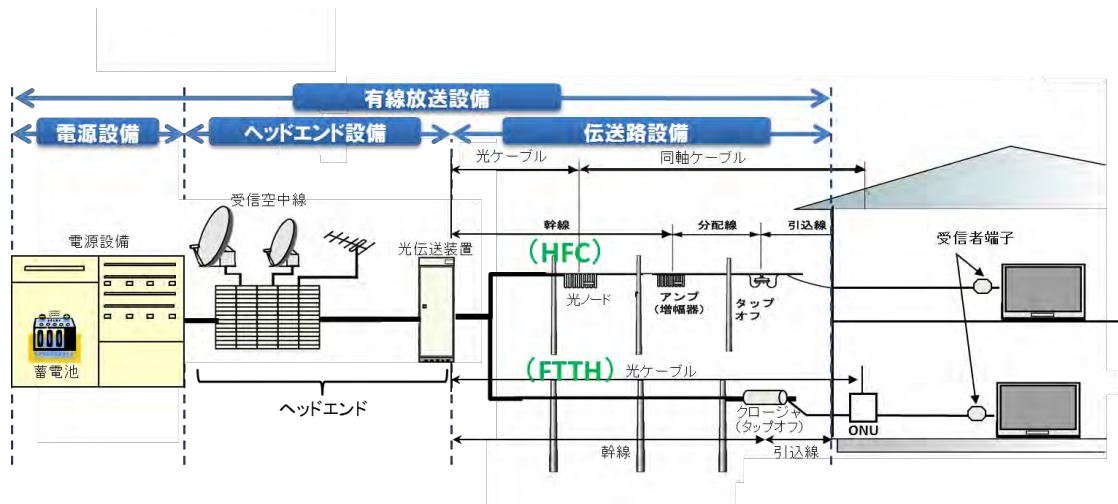 有線放送設備
電源設備
ヘッドエンド設備
伝送路設備
光ケーブル
同軸ケーブル
受信空中線
幹線
分配線
引込線
電源設備
光伝送装置
(HFC)
受信者端子
光ノード
アンプ
(増幅器)
タップ
オフ
蓄電池
(FTTH)
光ケーブル
ヘッドエンド
クロージャ
(タップオフ)
ONU
幹線
引込線